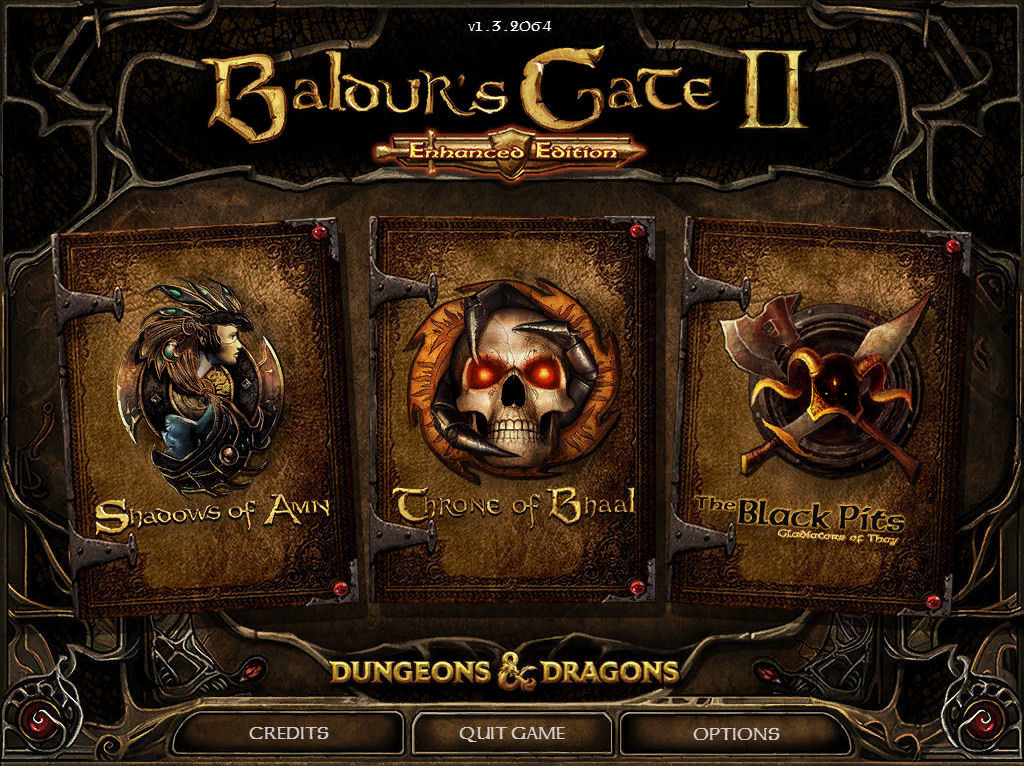 v1.3.2064
Baldur's Gate II
Enhanced Edition
Shadows of Amn
Throne of Bhaal
The Black Pits
Gladiators of Thay
DUNGEONS & DRAGONS
CREDITS
QUIT GAME
OPTIONS